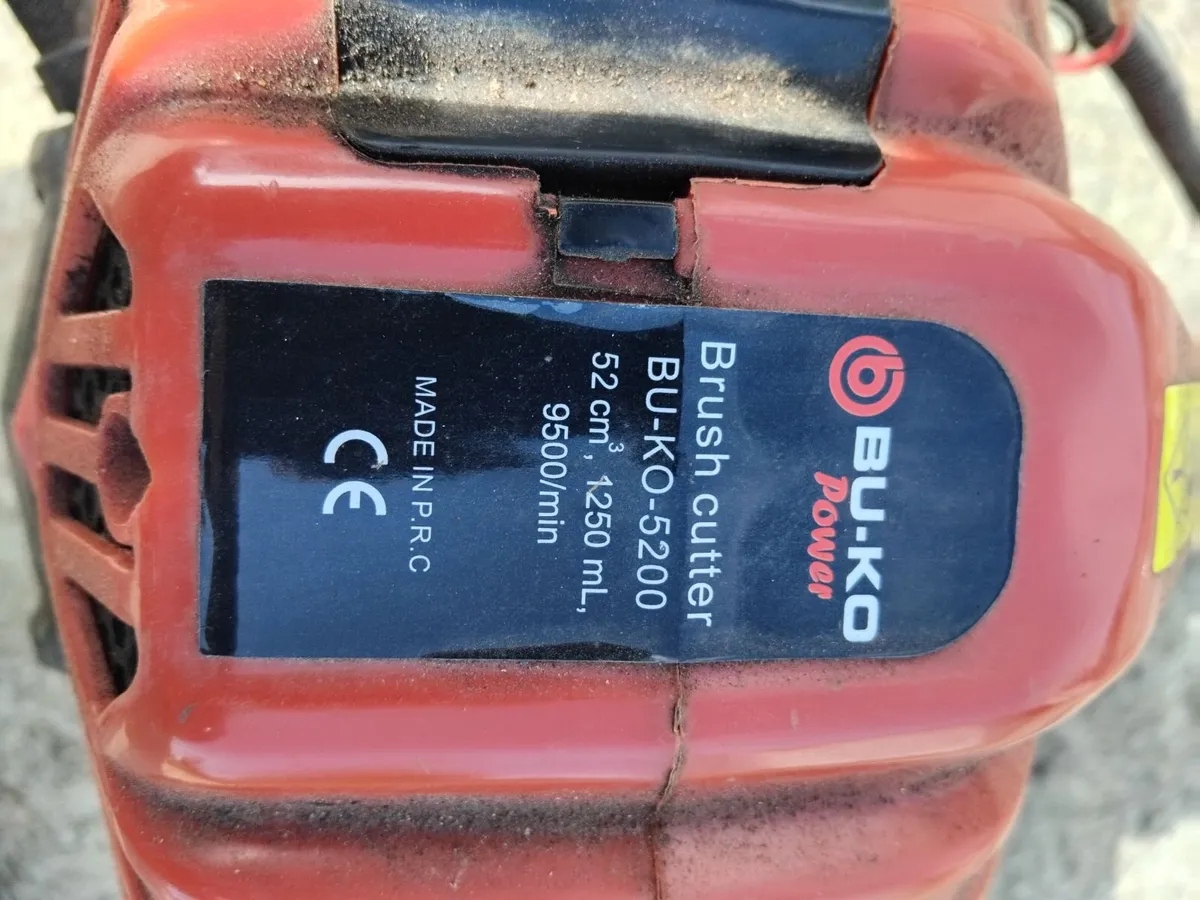 BU-KO
Power
Brush cutter
BU-KO-5200
52 cm³, 1250 mL,
9500/min
MADE IN P.R.C
CE